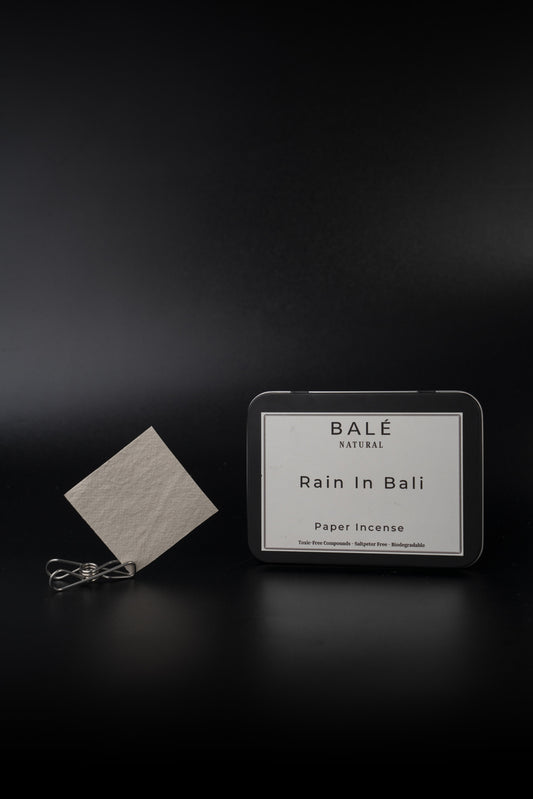 BALÉ
NATURAL
Rain In Bali
Paper Incense
Toxic-Free Compounds - Saltpeter Free - Biodegradable